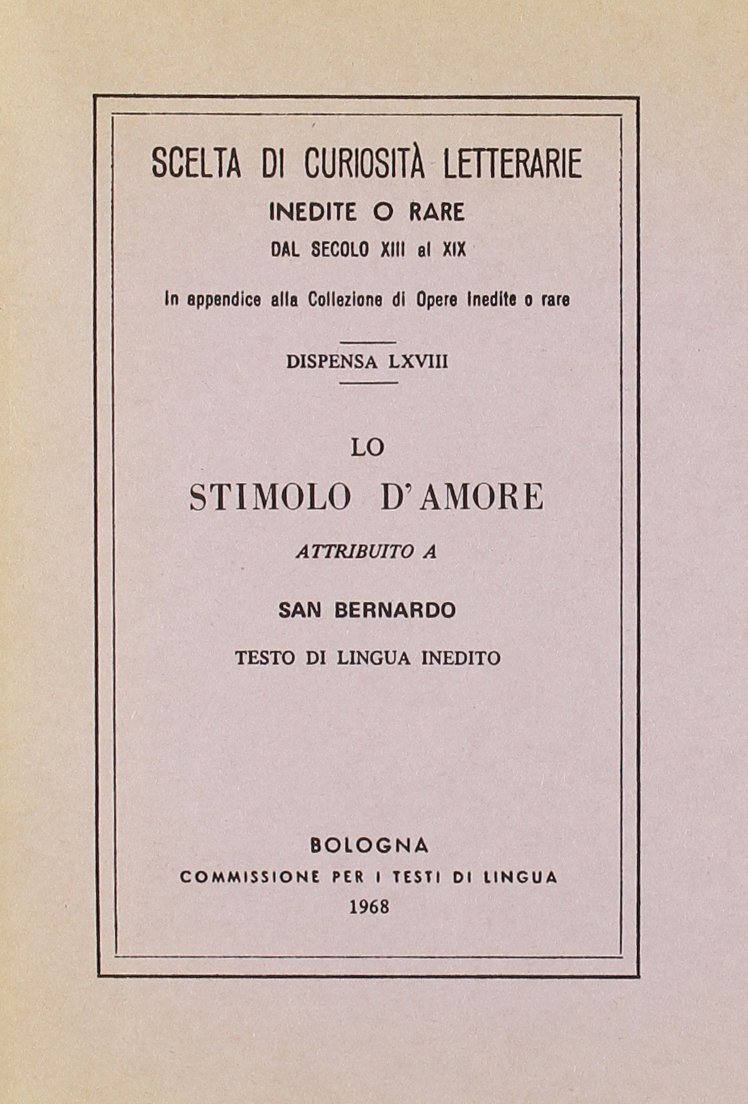 SCELTA DI CURIOSITÀ LETTERARIE
INEDITE O RARE
DAL SECOLO XIII al XIX
In appendice alla Collezione di Opere Inedite o rare
DISPENSA LXVIII
LO
STIMOLO D'AMORE
ATTRIBUITO A
SAN BERNARDO
TESTO DI LINGUA INEDITO
BOLOGNA
COMMISSIONE PER I TESTI DI LINGUA
1968